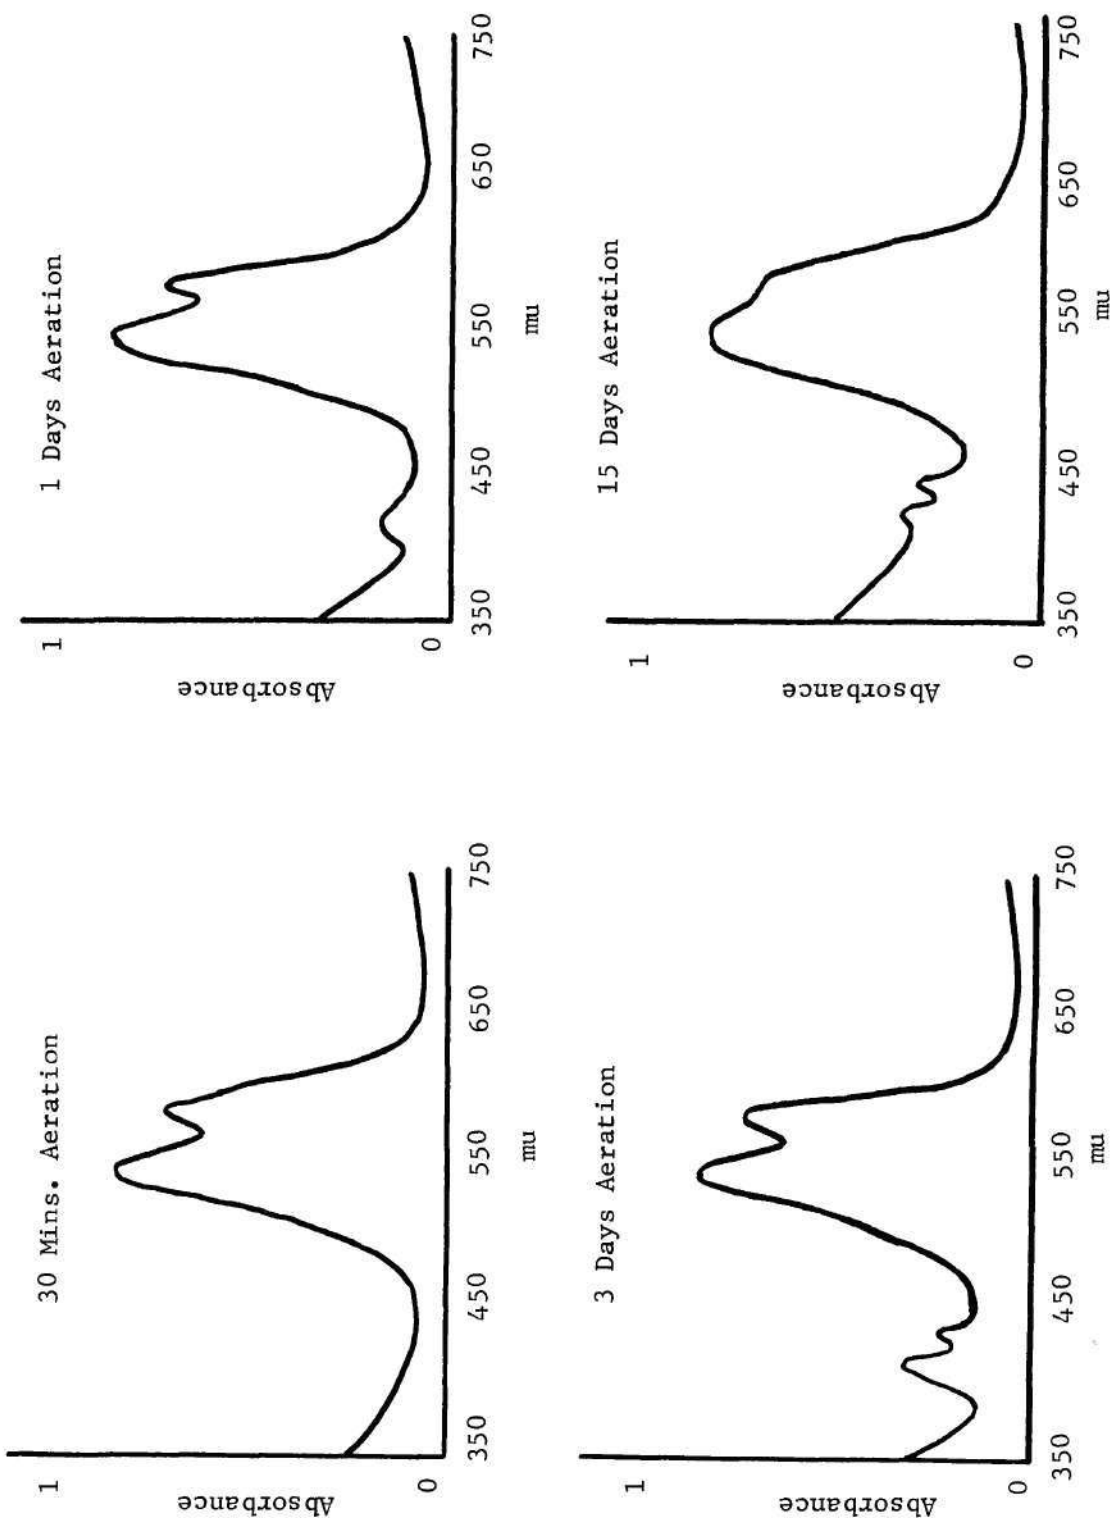 30 Mins. Aeration
1
Absorbance
0
350 450 550 650 750
mu
1 Days Aeration
1
Absorbance
0
350 450 550 650 750
mu
3 Days Aeration
1
Absorbance
0
350 450 550 650 750
mu
15 Days Aeration
1
Absorbance
0
350 450 550 650 750
mu